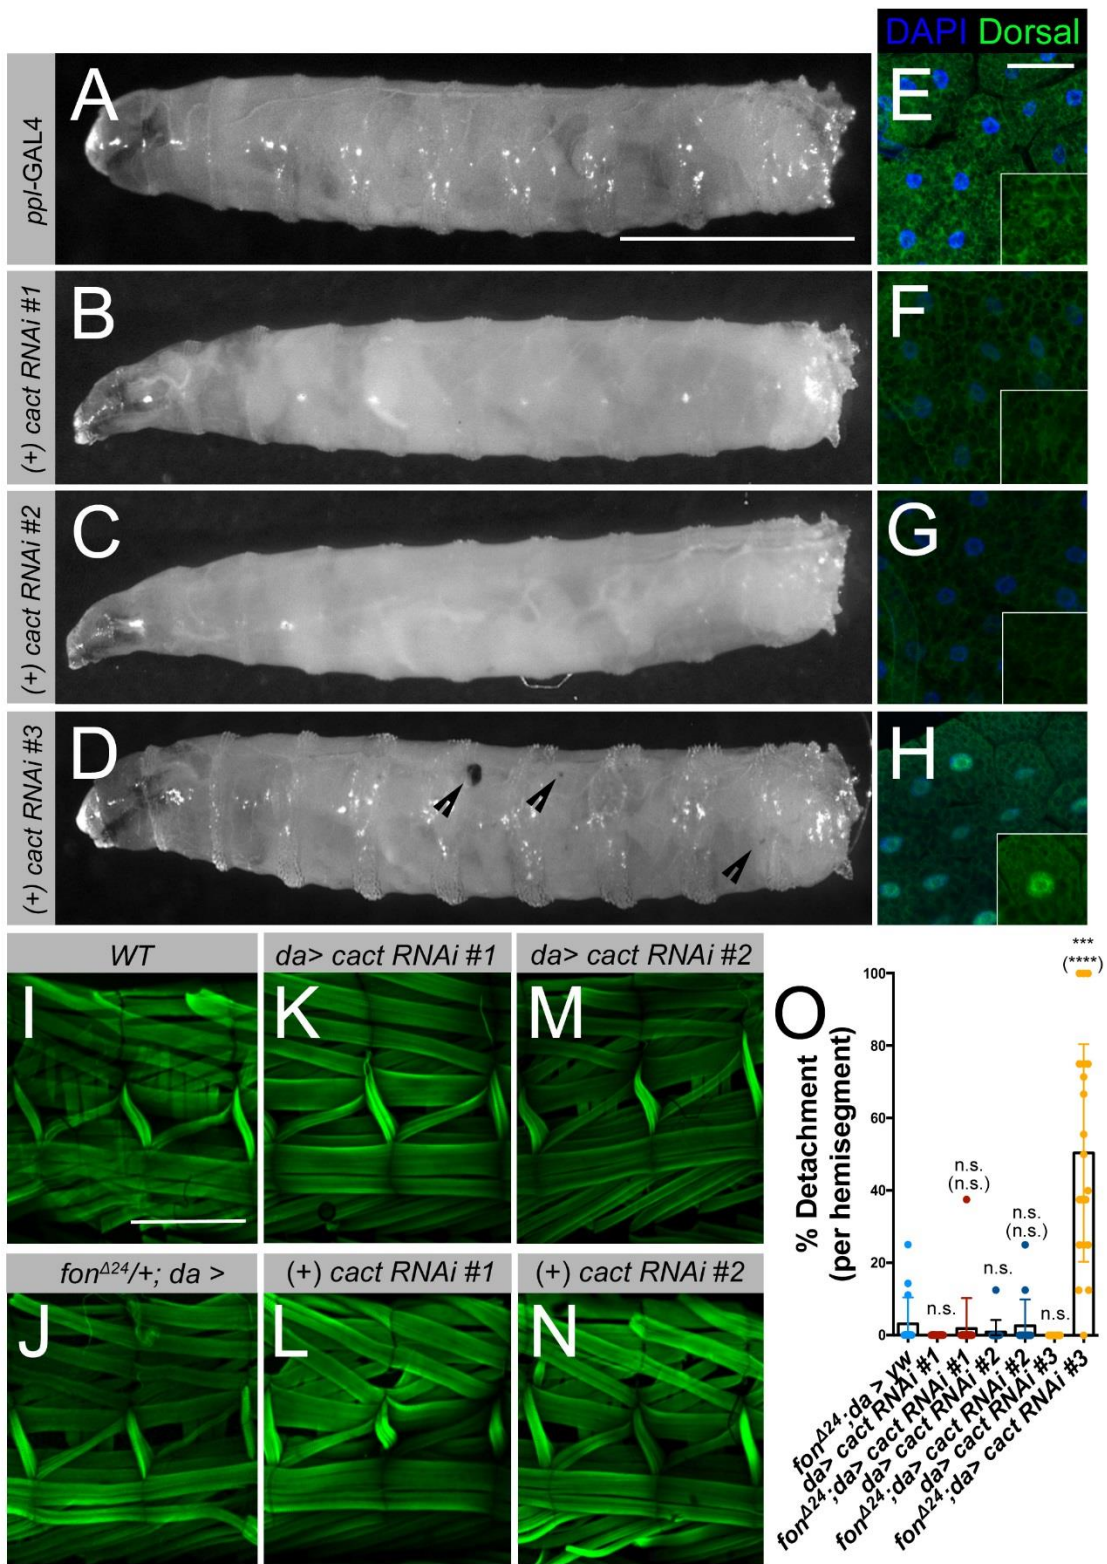 DAPI Dorsal
A
ppl-GAL4
E
B
(+) cact RNAi #1
F
C
(+) cact RNAi #2
G
D
(+) cact RNAi #3
H
WT
da> cact RNAi #1
da> cact RNAi #2
I
K
M
fonΔ24/+; da >
(+) cact RNAi #1
(+) cact RNAi #2
J
L
N
O
% Detachment
(per hemisegment)
100
80
60
40
20
0
n.s.
n.s.
(n.s.)
n.s.
n.s.
(n.s.)
n.s.
***
(****)
fonΔ24;da > yw
da> cact RNAi #1
fonΔ24;da> cact RNAi #1
da> cact RNAi #2
fonΔ24;da> cact RNAi #2
da> cact RNAi #3
fonΔ24;da> cact RNAi #3